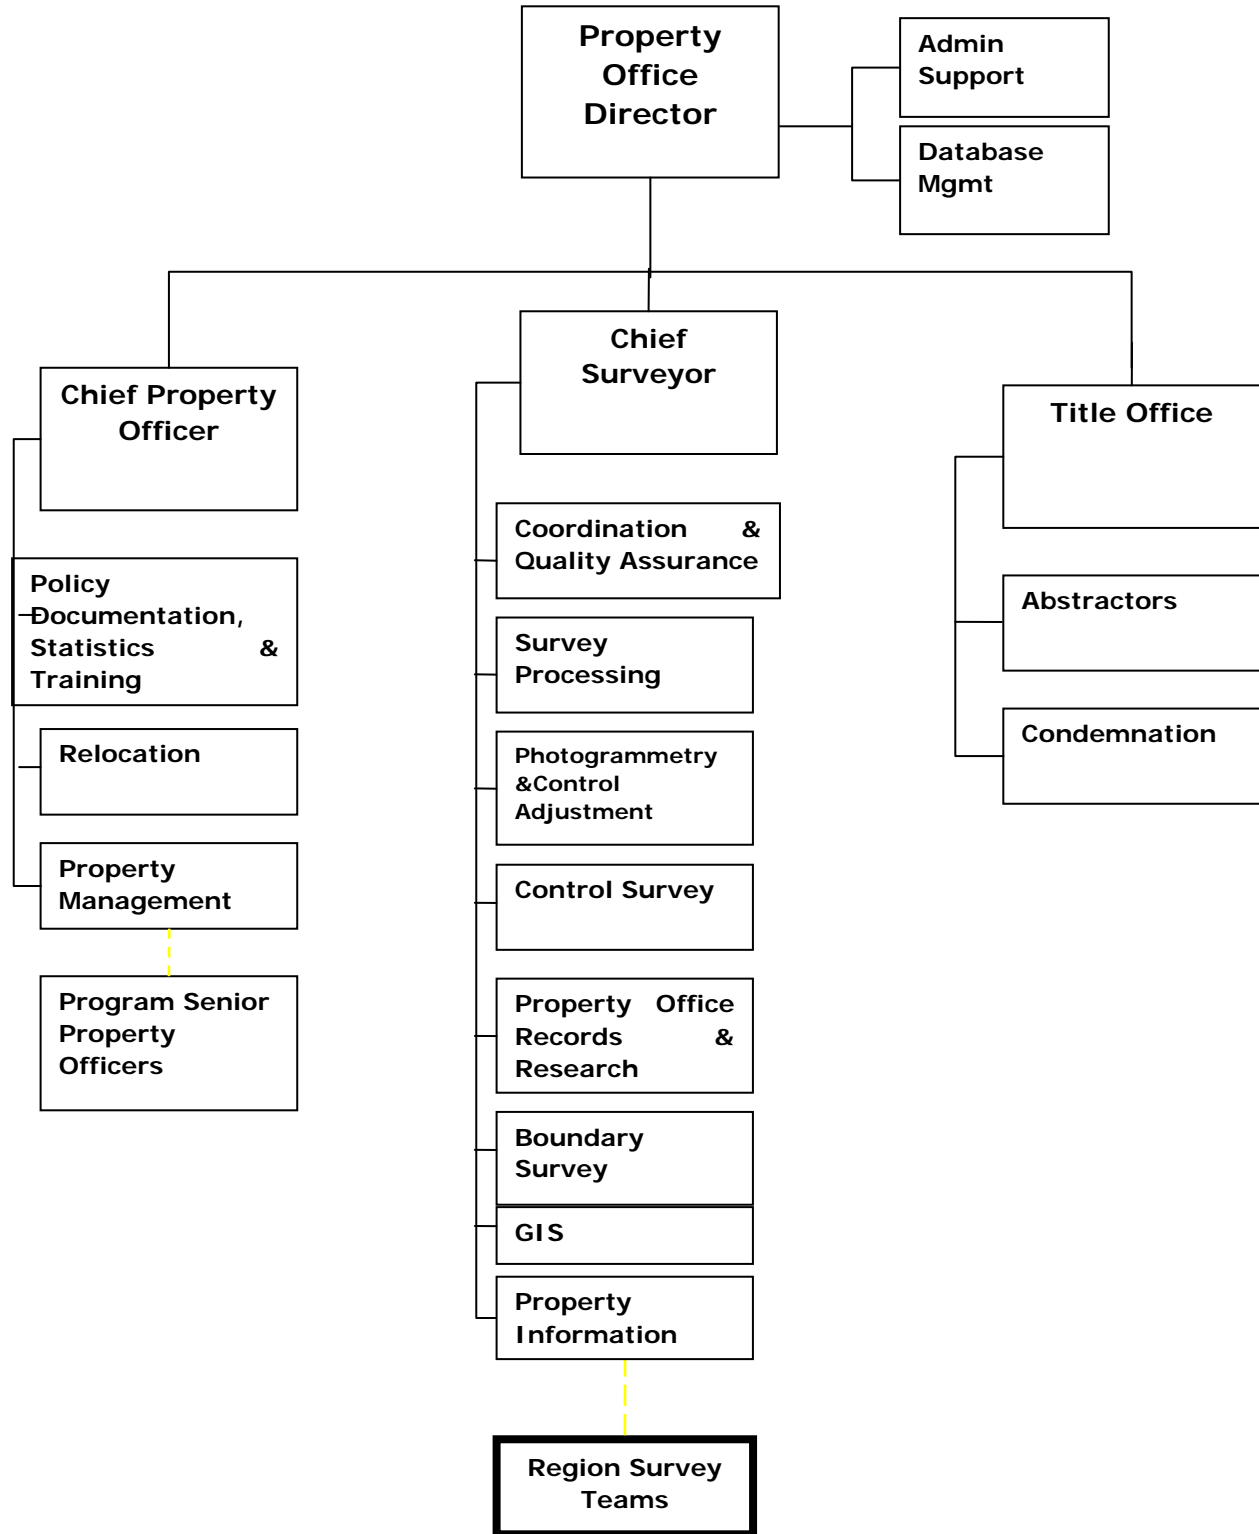 Property
Office
Director
Admin
Support
Database
Mgmt
Chief Property
Officer
Policy
Documentation,
Statistics &
Training
Relocation
Property
Management
Program Senior
Property
Officers
Chief
Surveyor
Coordination &
Quality Assurance
Survey
Processing
Photogrammetry
&Control
Adjustment
Control Survey
Property Office
Records &
Research
Boundary
Survey
GIS
Property
Information
Region Survey
Teams
Title Office
Abstractors
Condemnation